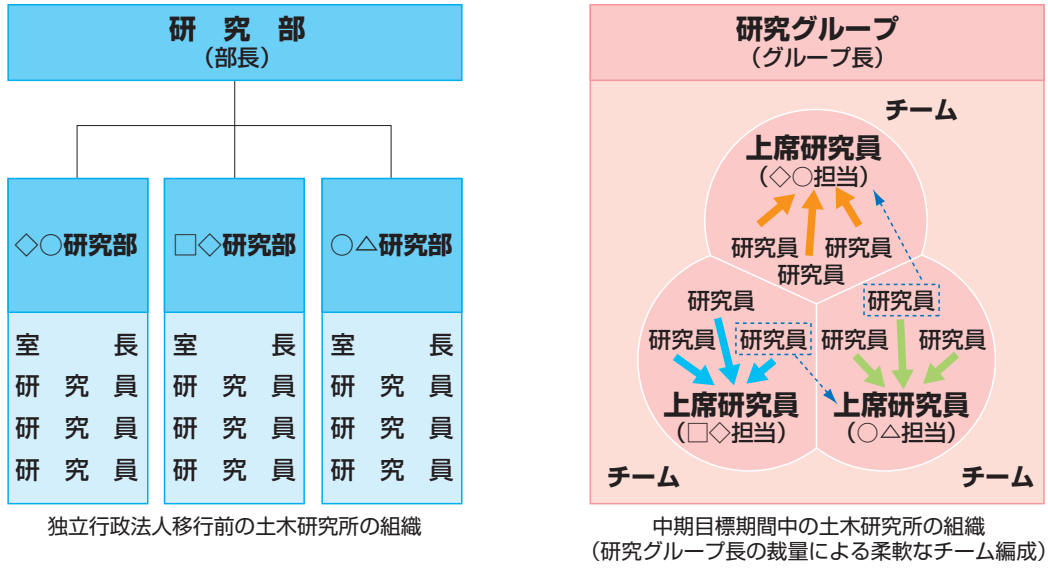 研究部
（部長）
◇○研究部
□◇研究部
○△研究部
室長
研究員
研究員
研究員
室長
研究員
研究員
研究員
室長
研究員
研究員
研究員
独立行政法人移行前の土木研究所の組織
研究グループ
（グループ長）
チーム
上席研究員
（◇○担当）
研究員
研究員
研究員
研究員
研究員
研究員
上席研究員
（□◇担当）
チーム
研究員
研究員
研究員
上席研究員
（○△担当）
チーム
中期目標期間中の土木研究所の組織
（研究グループ長の裁量による柔軟なチーム編成）